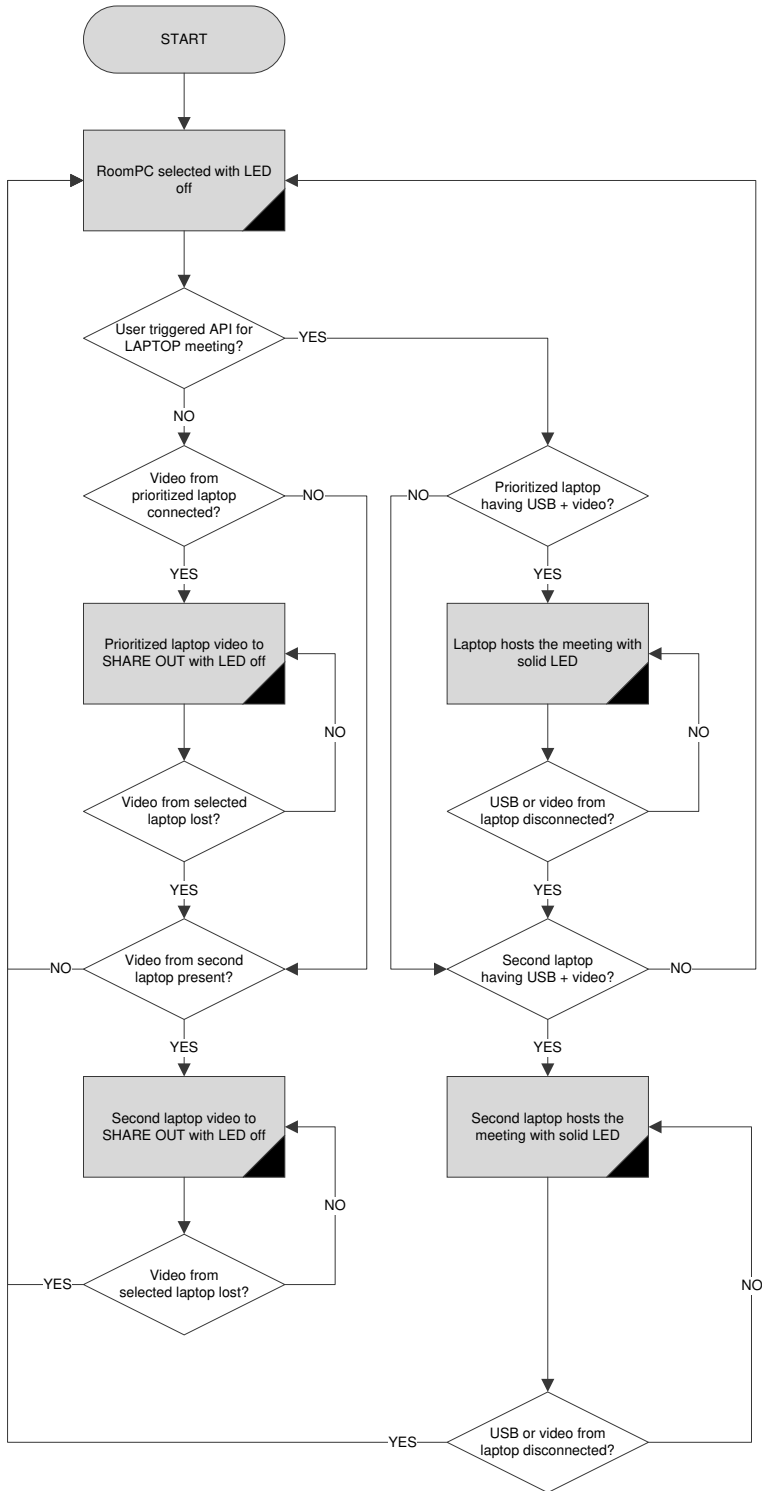 START
RoomPC selected with LED
off
User triggered API for
LAPTOP meeting?
YES
NO
Video from
prioritized laptop
connected?
NO
NO
Prioritized laptop
having USB + video?
YES
YES
Prioritized laptop video to
SHARE OUT with LED off
Laptop hosts the meeting with
solid LED
NO
NO
Video from selected
laptop lost?
USB or video from
laptop disconnected?
YES
YES
NO
Video from second
laptop present?
Second laptop
having USB + video?
NO
YES
YES
Second laptop video to
SHARE OUT with LED off
Second laptop hosts the
meeting with solid LED
NO
YES
Video from
selected laptop lost?
NO
YES
USB or video from
laptop disconnected?